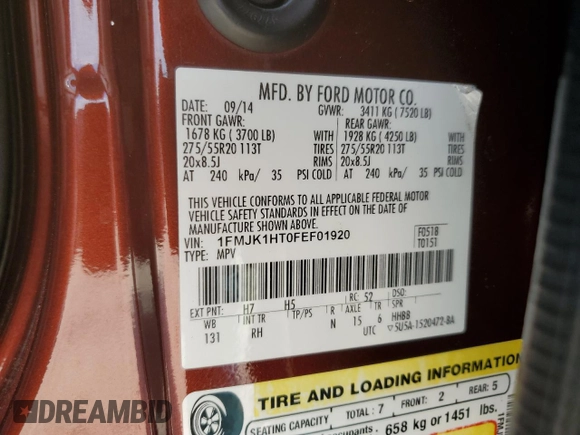 MFD. BY FORD MOTOR CO.
DATE: 09/14 GVWR: 3411 KG ( 7520 LB)
FRONT GAWR: REAR GAWR:
1678 KG ( 3700 LB) WITH 1928 KG ( 4250 LB) WITH
275/55R20 113T TIRES 275/55R20 113T TIRES
20x8.5J RIMS 20x8.5J RIMS
AT 240 kPa/ 35 PSI COLD AT 240 kPa/ 35 PSI COLD
THIS VEHICLE CONFORMS TO ALL APPLICABLE FEDERAL MOTOR
VEHICLE SAFETY STANDARDS IN EFFECT ON THE DATE OF
MANUFACTURE SHOWN ABOVE.
VIN: 1FMJK1HT0FEF01920 F0518
TYPE: MPV T0151
EXT PNT: H7 H5 RC: 52 DSO:
WB INT TR TP/PS R AXLE TR SPR
131 RH N 15 6 HHBB
UTC ▽5U5A-1520472-BA
TIRE AND LOADING INFORMATION
SEATING CAPACITY TOTAL : 7 FRONT: 2 REAR: 5
occupants 658 kg or 1451 lbs.
DREAMBID